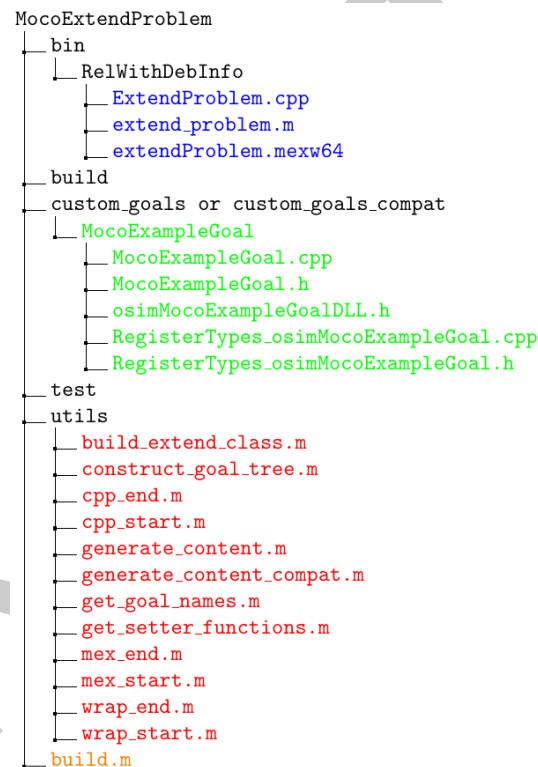 MocoExtendProblem
bin
RelWithDebInfo
ExtendProblem.cpp
extend_problem.m
extendProblem.mexw64
build
custom_goals or custom_goals_compat
MocoExampleGoal
MocoExampleGoal.cpp
MocoExampleGoal.h
osimMocoExampleGoalDLL.h
RegisterTypes_osimMocoExampleGoal.cpp
RegisterTypes_osimMocoExampleGoal.h
test
utils
build_extend_class.m
construct_goal_tree.m
cpp_end.m
cpp_start.m
generate_content.m
generate_content_compat.m
get_goal_names.m
get_setter_functions.m
mex_end.m
mex_start.m
wrap_end.m
wrap_start.m
build.m